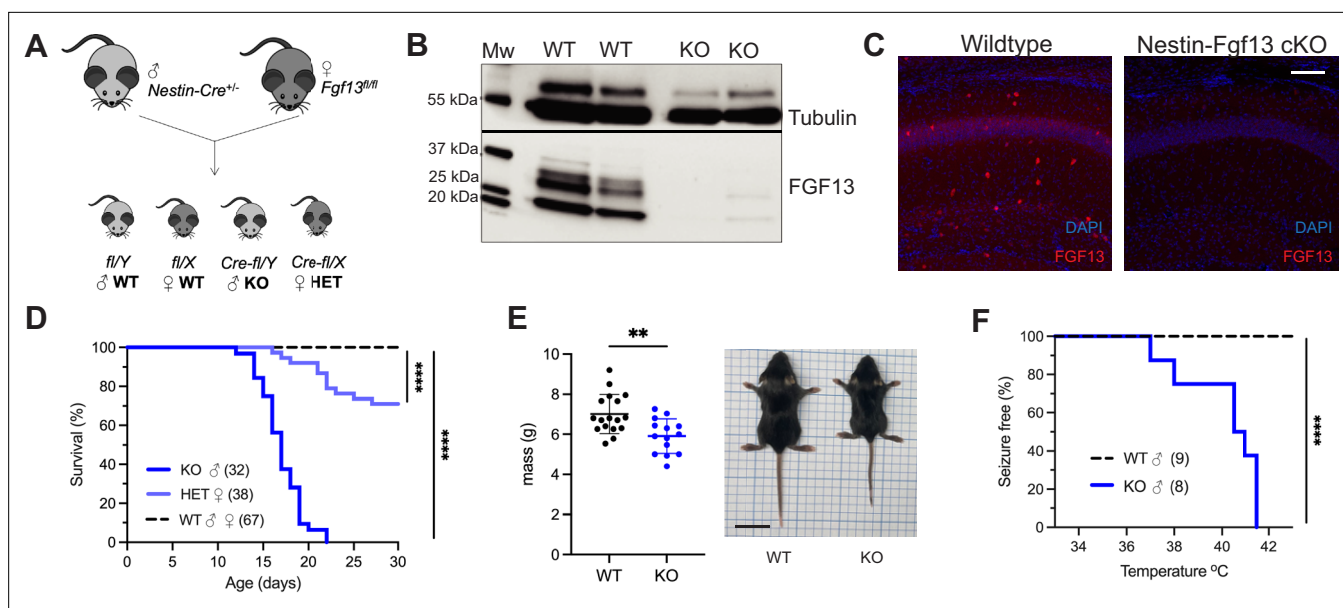 A
♂
Nestin-Cre+/-
♀
Fgf13fl/fl
fl/Y
♂ WT
fl/X
♀ WT
Cre-fl/Y
♂ KO
Cre-fl/X
♀ HET
B
Mw WT WT KO KO
55 kDa
Tubulin
37 kDa
25 kDa
20 kDa
FGF13
C
Wildtype
Nestin-Fgf13 cKO
DAPI
FGF13
DAPI
FGF13
D
Survival (%)
100
80
60
40
20
0
KO ♂ (32)
HET ♀ (38)
WT ♂ ♀ (67)
****
****
0 5 10 15 20 25 30
Age (days)
E
**
mass (g)
10
8
6
4
2
0
WT KO
WT KO
F
Seizure free (%)
100
80
60
40
20
0
WT ♂ (9)
KO ♂ (8)
****
34 36 38 40 42
Temperature ºC